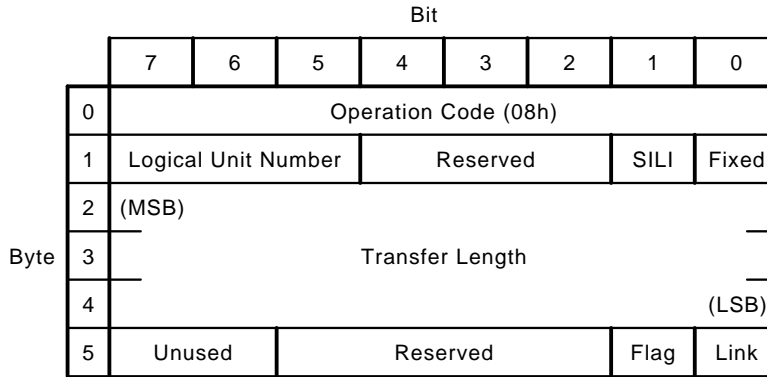 Bit
7 6 5 4 3 2 1 0
0 Operation Code (08h)
1 Logical Unit Number Reserved SILI Fixed
2 (MSB)
Byte 3 Transfer Length
4 (LSB)
5 Unused Reserved Flag Link